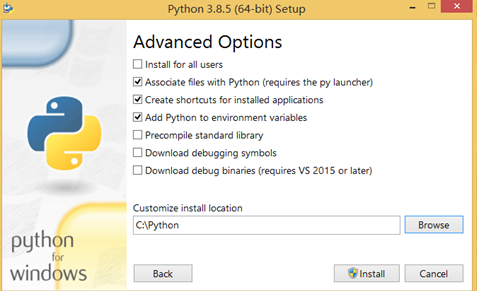 Python 3.8.5 (64-bit) Setup
Advanced Options
Install for all users
Associate files with Python (requires the py launcher)
Create shortcuts for installed applications
Add Python to environment variables
Precompile standard library
Download debugging symbols
Download debug binaries (requires VS 2015 or later)
Customize install location
C:\Python
Browse
python
for
windows
Back
Install
Cancel